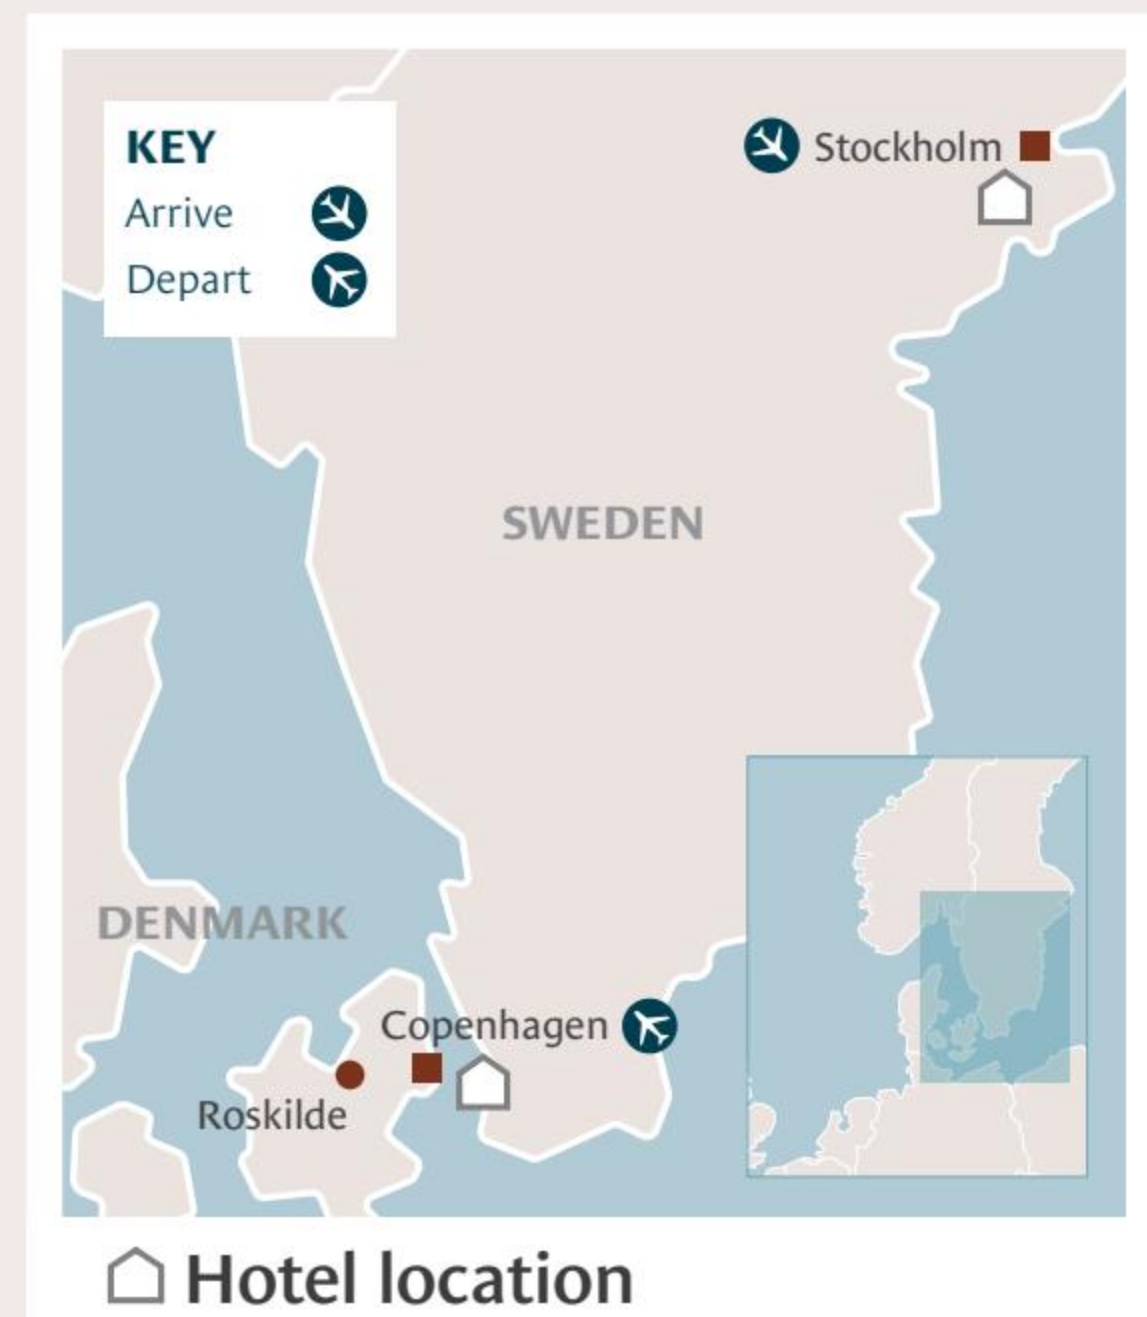 KEY
Arrive
Depart
Stockholm
SWEDEN
DENMARK
Copenhagen
Roskilde
Hotel location